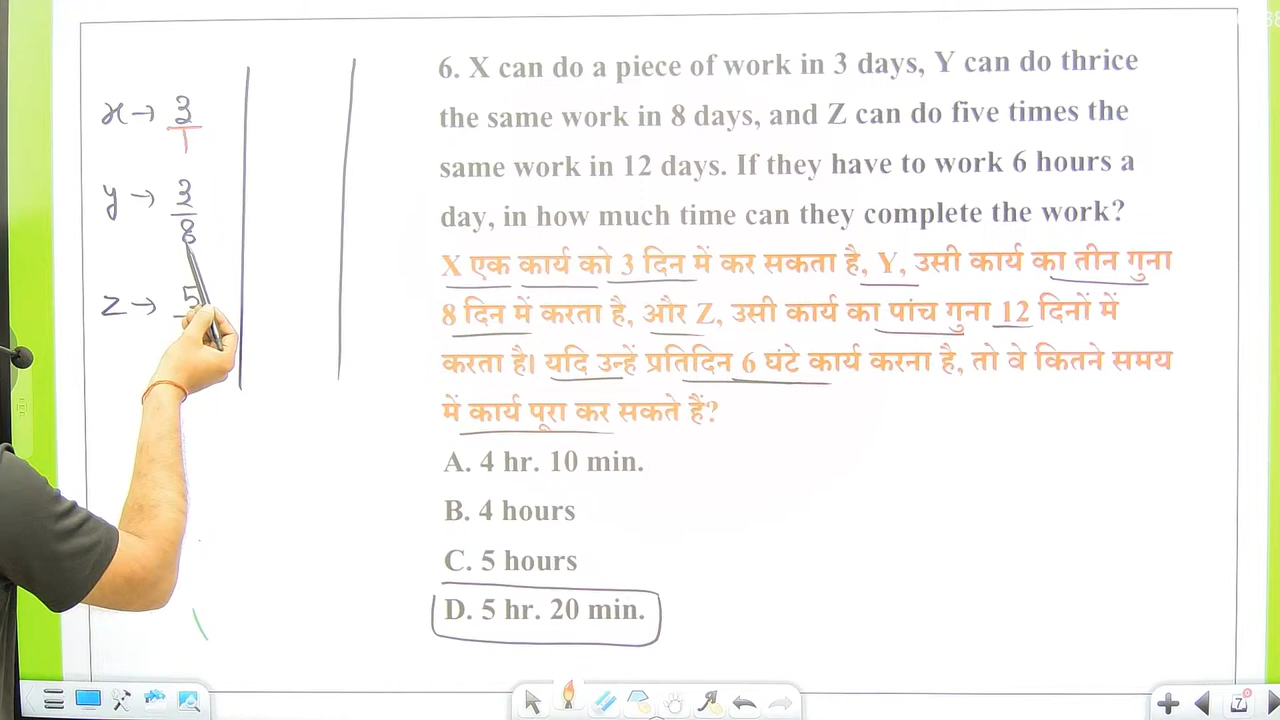 6. X can do a piece of work in 3 days, Y can do thrice
the same work in 8 days, and Z can do five times the
same work in 12 days. If they have to work 6 hours a
day, in how much time can they complete the work?
X एक कार्य को 3 दिन में कर सकता है, Y, उसी कार्य का तीन गुना
8 दिन में करता है, और Z, उसी कार्य का पांच गुना 12 दिनों में
करता है। यदि उन्हें प्रतिदिन 6 घंटे कार्य करना है, तो वे कितने समय
में कार्य पूरा कर सकते हैं?
A. 4 hr. 10 min.
B. 4 hours
C. 5 hours
D. 5 hr. 20 min.
x → 3
1
y → 3
8
z → 5